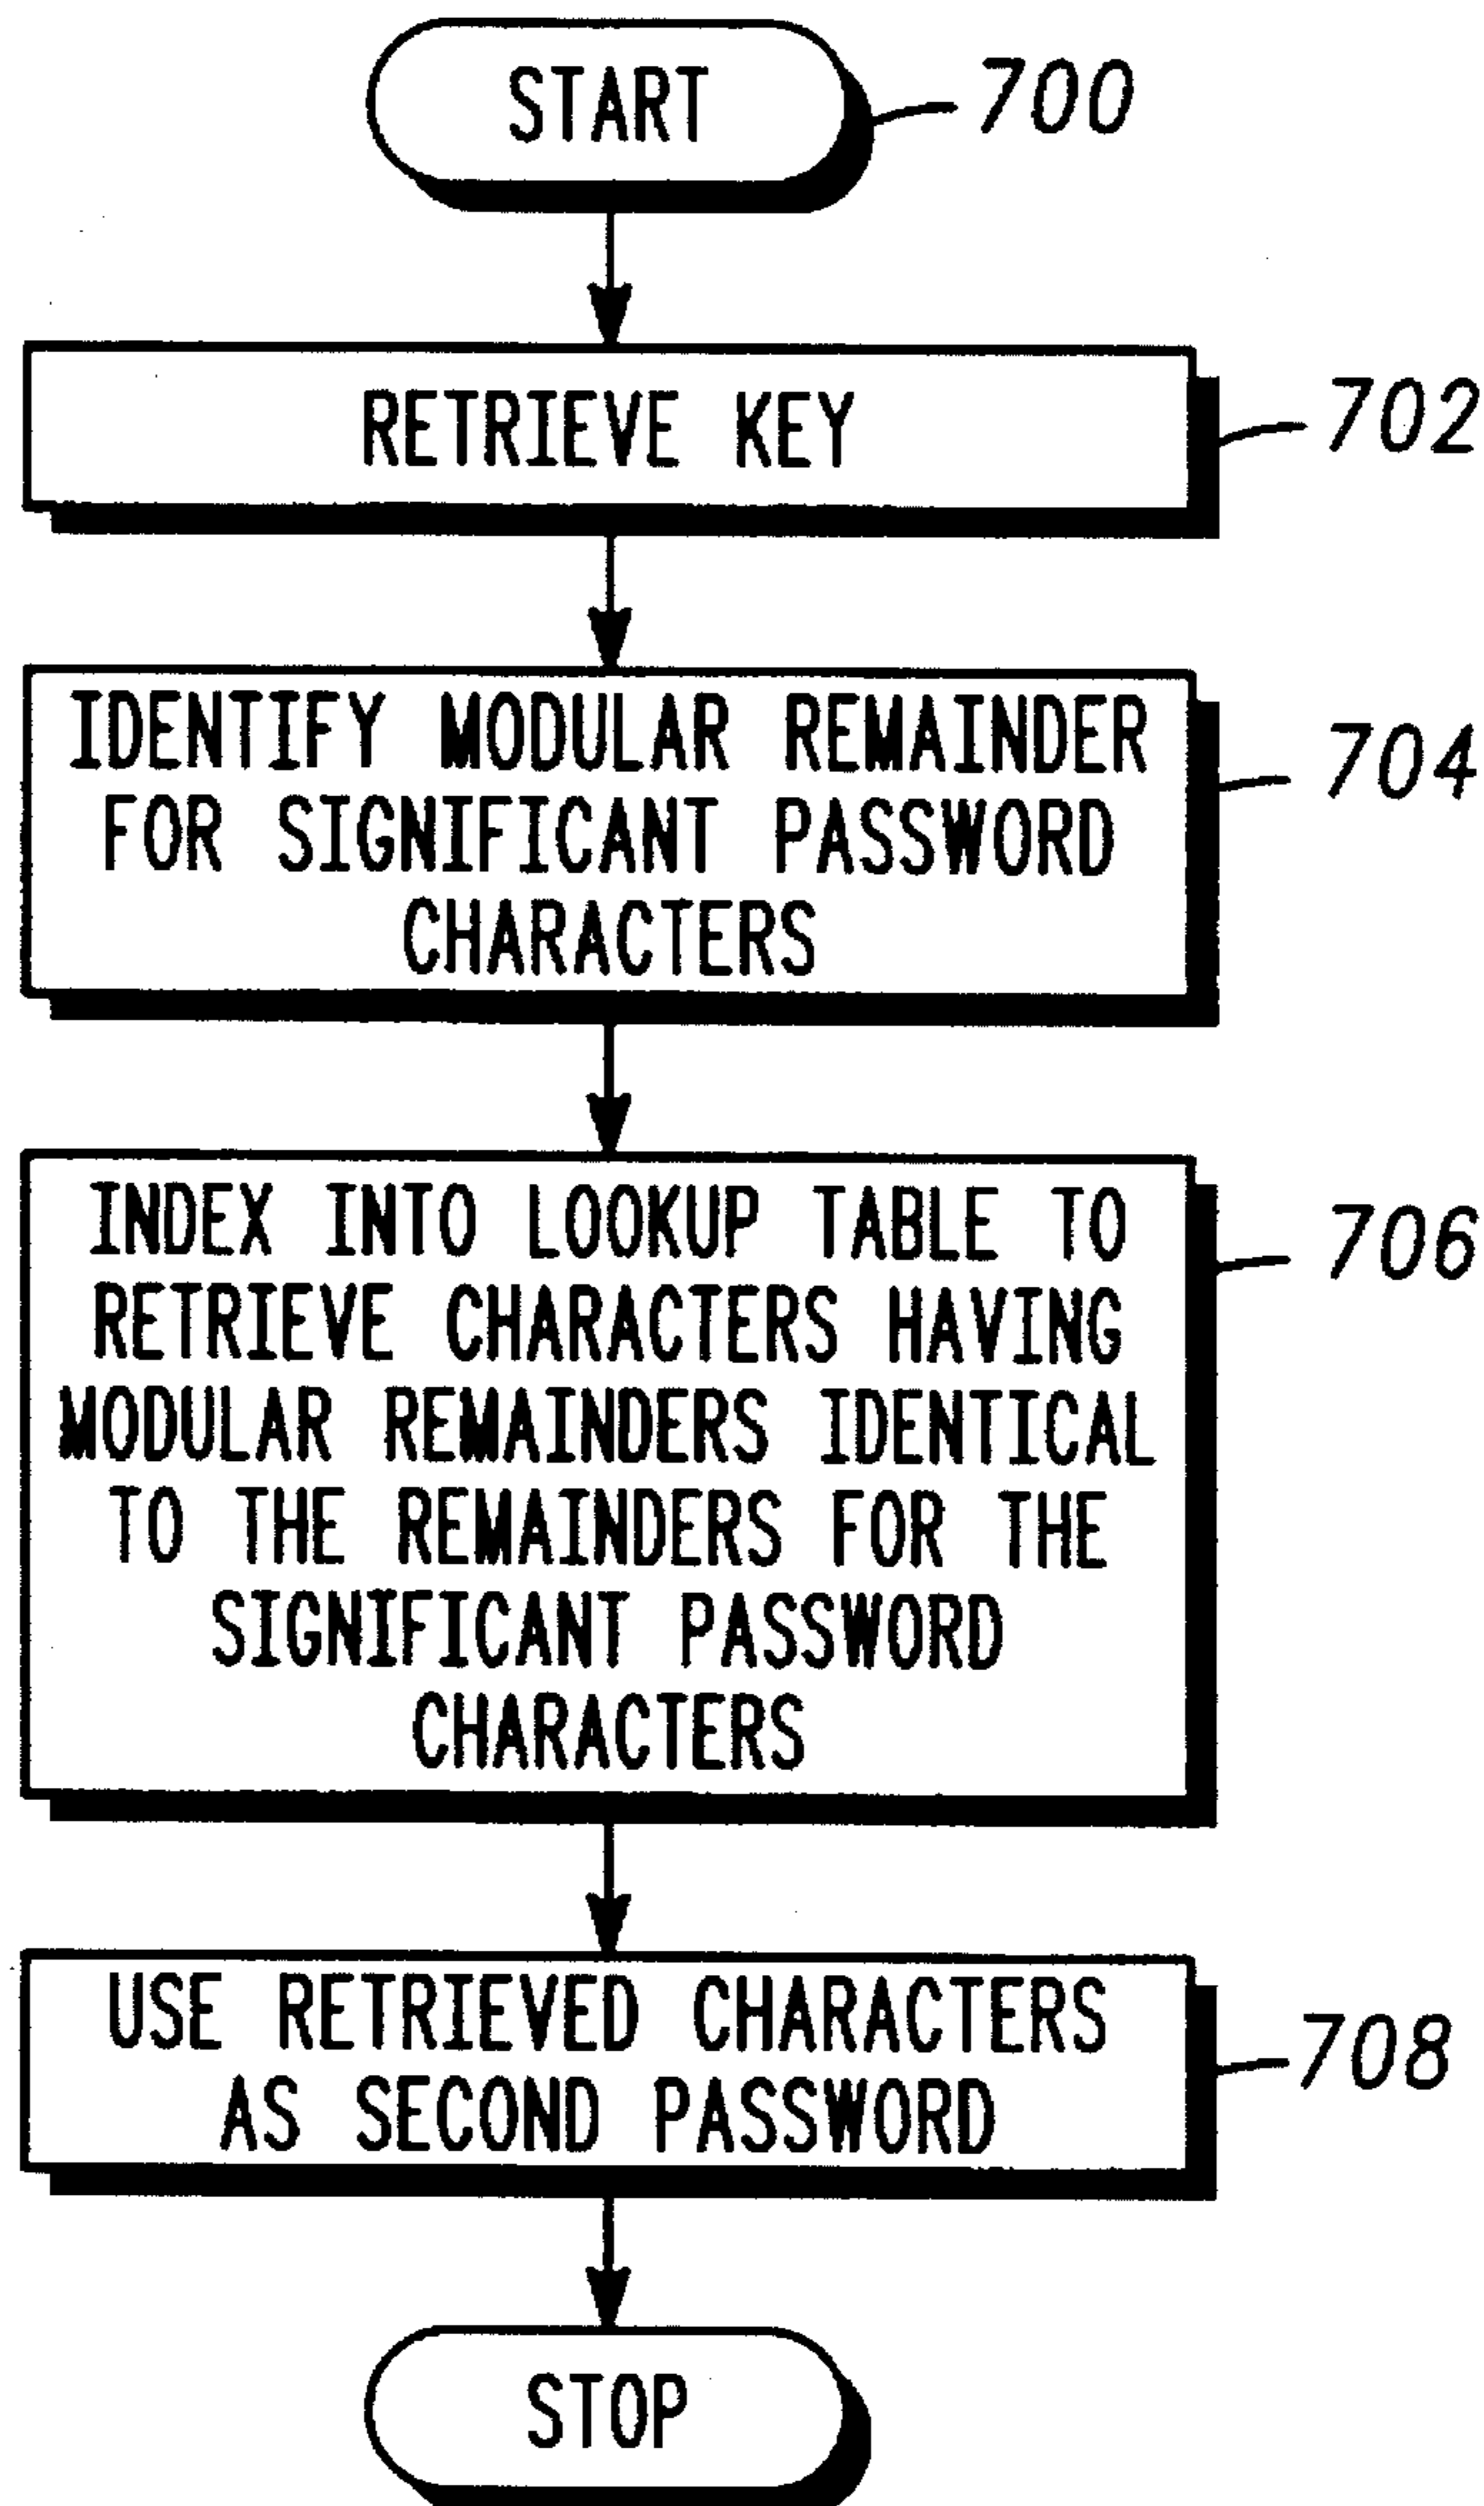 START
700
RETRIEVE KEY
702
IDENTIFY MODULAR REMAINDER
FOR SIGNIFICANT PASSWORD
CHARACTERS
704
INDEX INTO LOOKUP TABLE TO
RETRIEVE CHARACTERS HAVING
MODULAR REMAINDERS IDENTICAL
TO THE REMAINDERS FOR THE
SIGNIFICANT PASSWORD
CHARACTERS
706
USE RETRIEVED CHARACTERS
AS SECOND PASSWORD
708
STOP